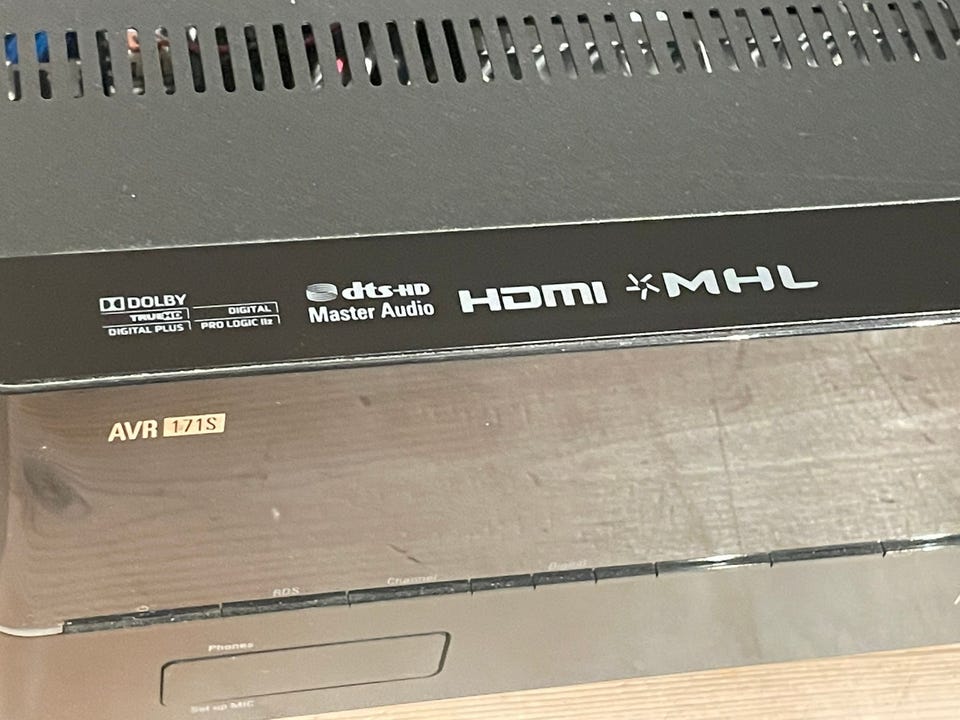 DOLBY
TRUEHD
DIGITAL
DIGITAL PLUS
PRO LOGIC IIz
dts-HD
Master Audio
HDMI
MHL
AVR 171S
RDS
Channel
Phones
Set up MIC